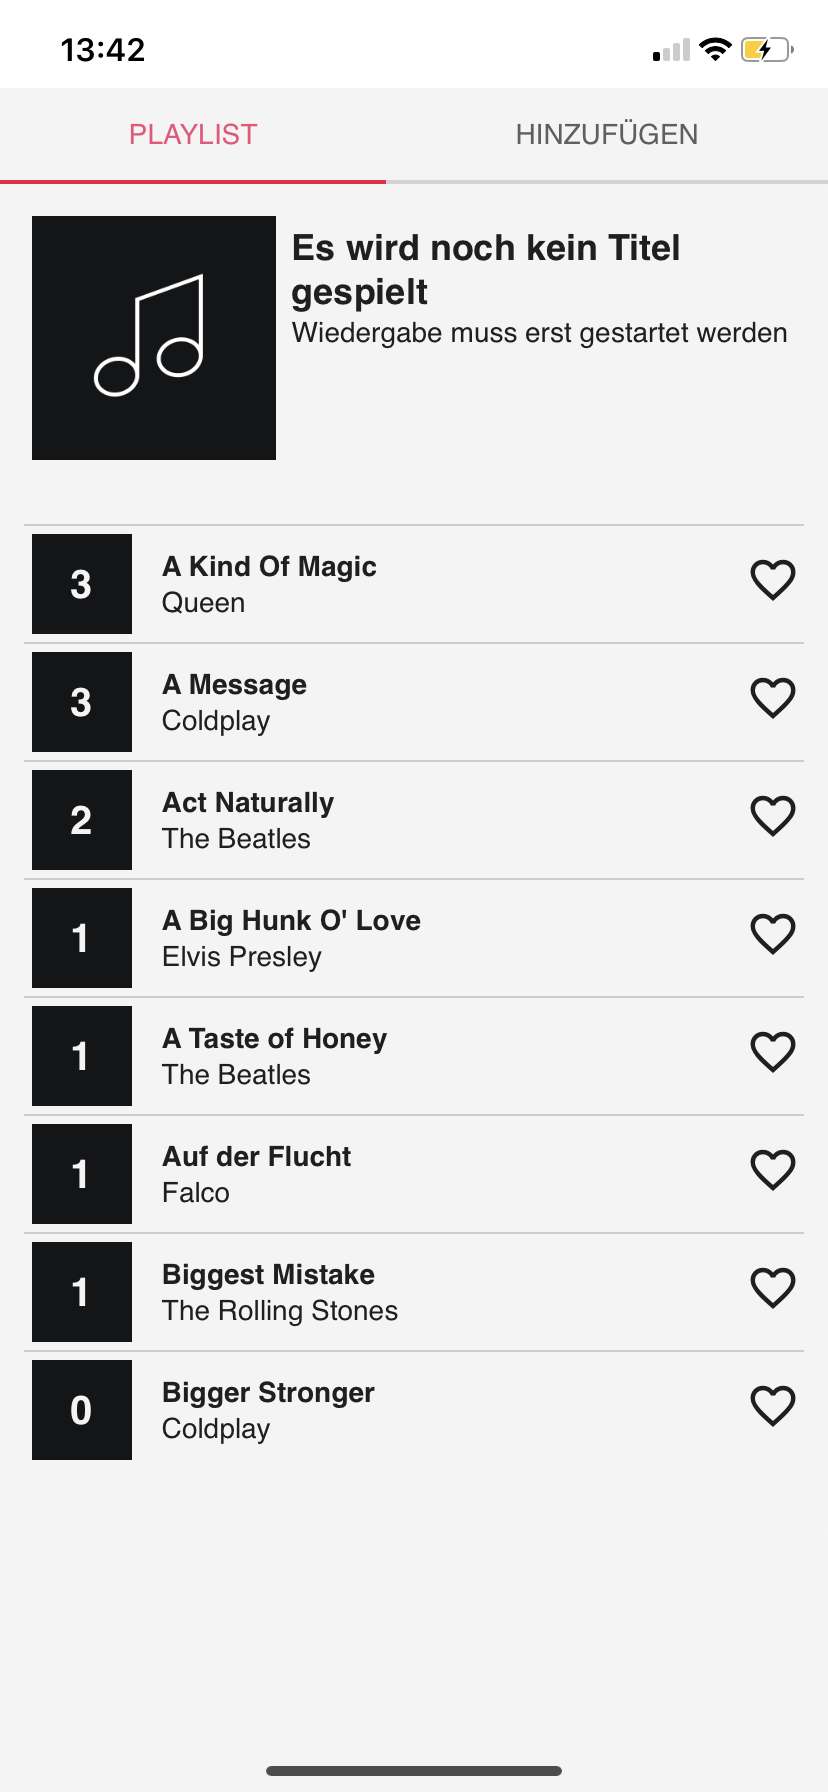 13:42
PLAYLIST
HINZUFÜGEN
Es wird noch kein Titel
gespielt
Wiedergabe muss erst gestartet werden
3
A Kind Of Magic
Queen
3
A Message
Coldplay
2
Act Naturally
The Beatles
1
A Big Hunk O' Love
Elvis Presley
1
A Taste of Honey
The Beatles
1
Auf der Flucht
Falco
1
Biggest Mistake
The Rolling Stones
0
Bigger Stronger
Coldplay